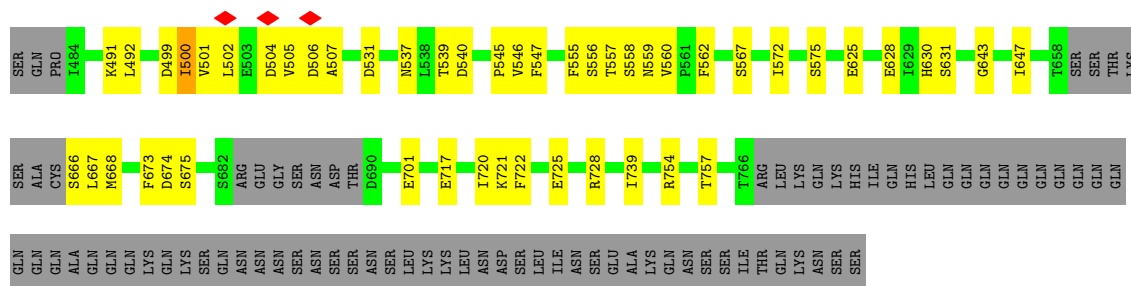 SER GLN PRO I484 K491 L492 D499 I500 V501 L502 E503 D504 V505 D506 A507 D531 N537 L538 T539 D540 P545 V546 F547 F555 S556 T557 S558 N559 V560 P561 F562 S567 I572 S575 E625 E628 I629 H630 S631 G643 I647 T658 SER SER THR LYS
SER ALA CYS S666 L667 M668 F673 D674 S675 S682 ARG GLU GLY SER ASN ASP THR D690 E701 E717 I720 K721 F722 E725 R728 I739 R754 T757 T766 ARG LEU LYS GLN LYS HIS ILE GLN HIS LEU GLN GLN GLN GLN GLN GLN GLN GLN GLN GLN
GLN GLN GLN ALA GLN GLN GLN LYS GLN LYS SER GLN ASN ASN ASN SER ASN SER SER ASN SER LEU LYS LYS LEU ASN ASP SER LEU ILE ASN SER GLU ALA LYS GLN ASN SER SER ILE THR GLN LYS ASN SER SER